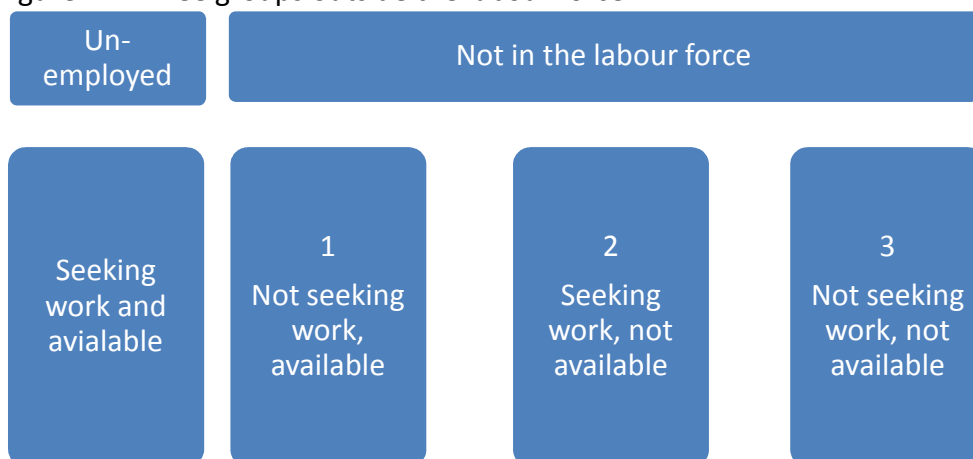 Un-
employed
Not in the labour force
Seeking
work and
avialable
1
Not seeking
work,
available
2
Seeking
work, not
available
3
Not seeking
work, not
available